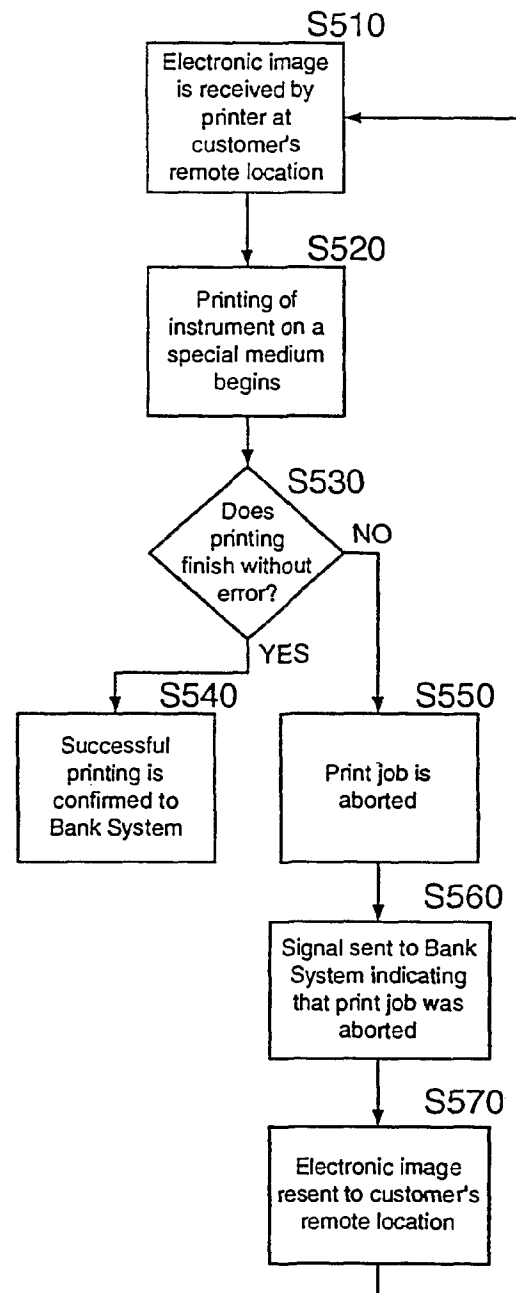 S510
Electronic image
is received by
printer at
customer's
remote location
S520
Printing of
instrument on a
special medium
begins
S530
Does
printing
finish without
error?
NO
YES
S540
Successful
printing is
confirmed to
Bank System
S550
Print job is
aborted
S560
Signal sent to Bank
System indicating
that print job was
aborted
S570
Electronic image
resent to customer's
remote location